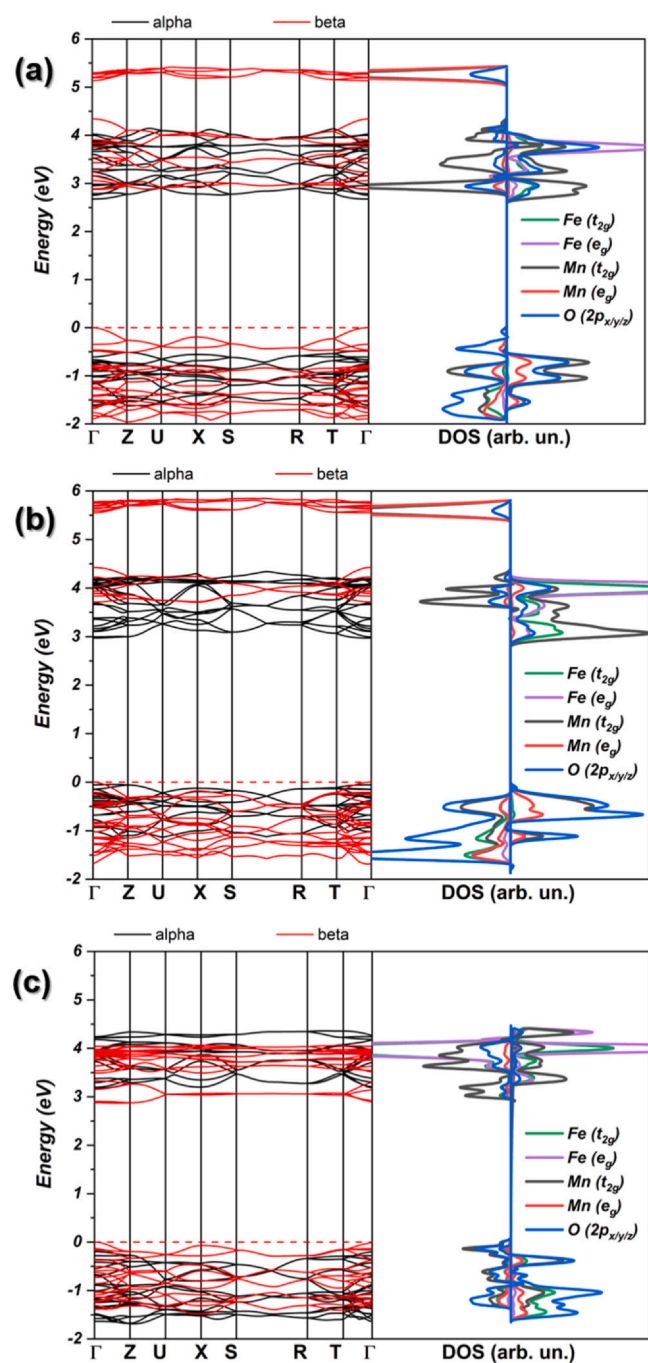 alpha beta
(a)
6
5
4
3
2
1
0
-1
-2
Energy (eV)
Fe (t2g)
Fe (eg)
Mn (t2g)
Mn (eg)
O (2px/y/z)
Γ Z U X S R T Γ DOS (arb. un.)
alpha beta
(b)
6
5
4
3
2
1
0
-1
-2
Energy (eV)
Fe (t2g)
Fe (eg)
Mn (t2g)
Mn (eg)
O (2px/y/z)
Γ Z U X S R T Γ DOS (arb. un.)
alpha beta
(c)
6
5
4
3
2
1
0
-1
-2
Energy (eV)
Fe (t2g)
Fe (eg)
Mn (t2g)
Mn (eg)
O (2px/y/z)
Γ Z U X S R T Γ DOS (arb. un.)